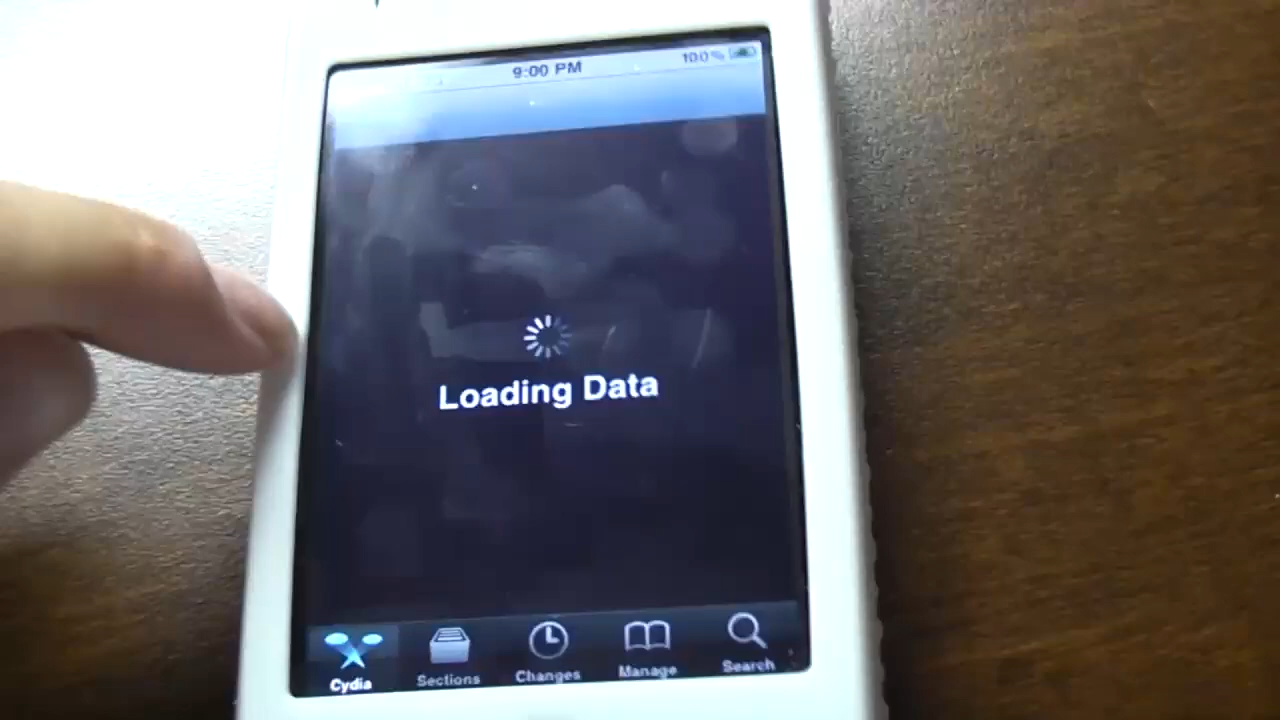 9:00 PM
100%
Loading Data
Cydia
Sections
Changes
Manage
Search